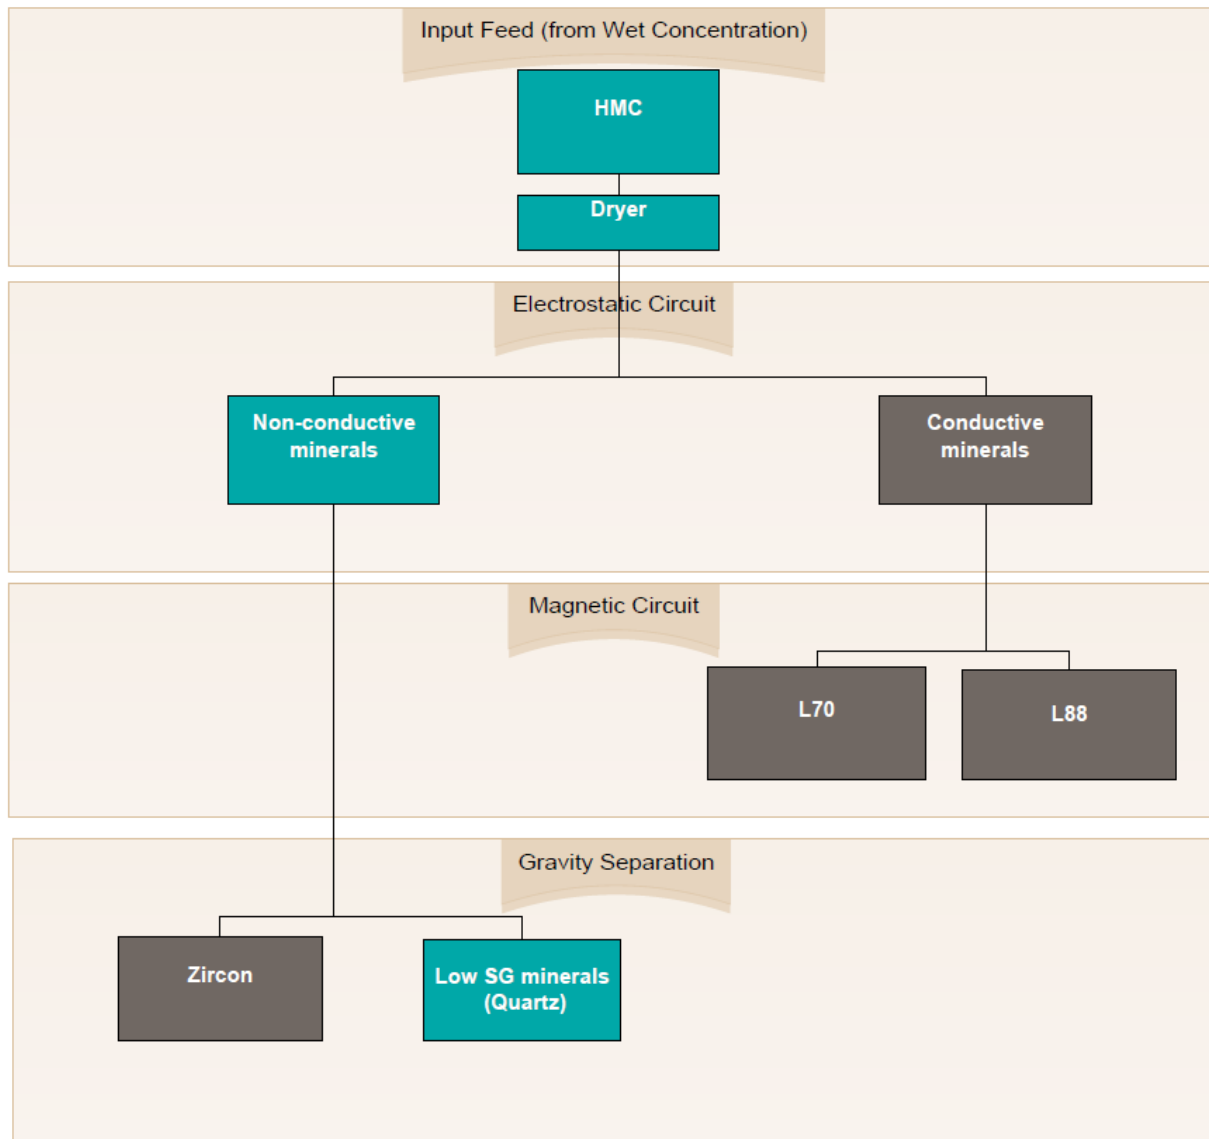 Input Feed (from Wet Concentration)
HMC
Dryer
Electrostatic Circuit
Non-conductive
minerals
Conductive
minerals
Magnetic Circuit
L70
L88
Gravity Separation
Zircon
Low SG minerals
(Quartz)